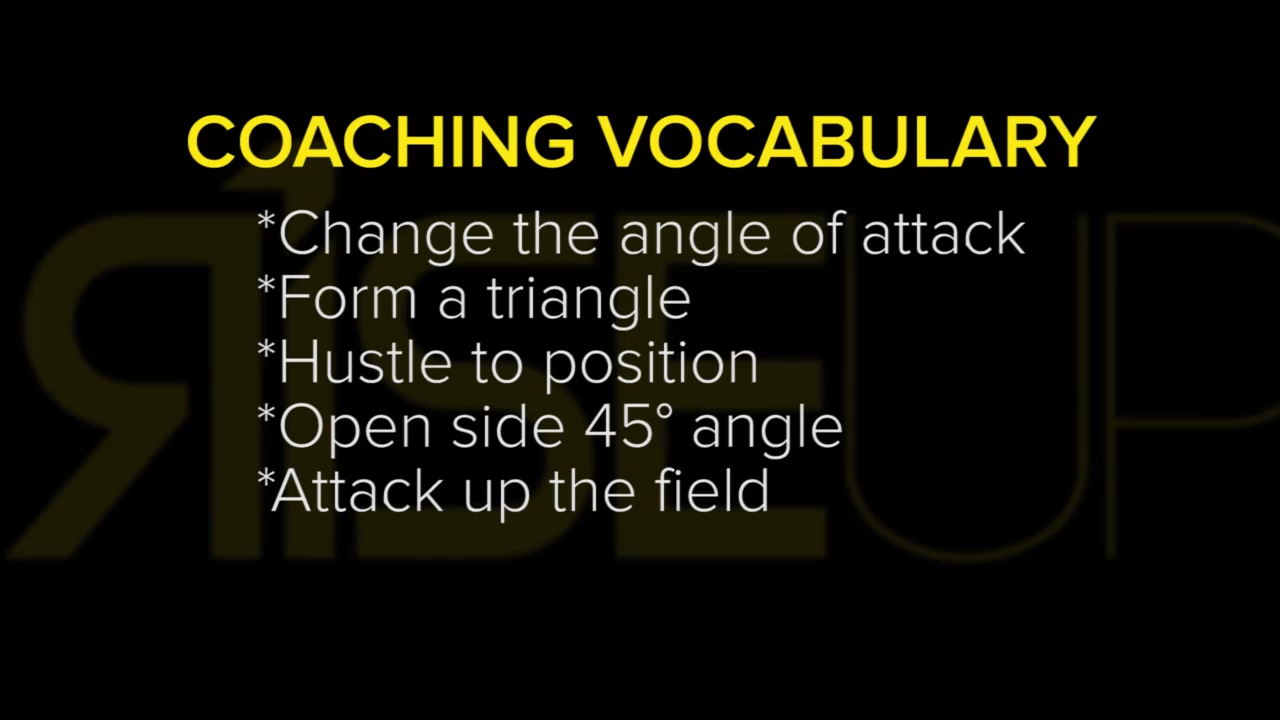 COACHING VOCABULARY
*Change the angle of attack
*Form a triangle
*Hustle to position
*Open side 45° angle
*Attack up the field
RISEUP